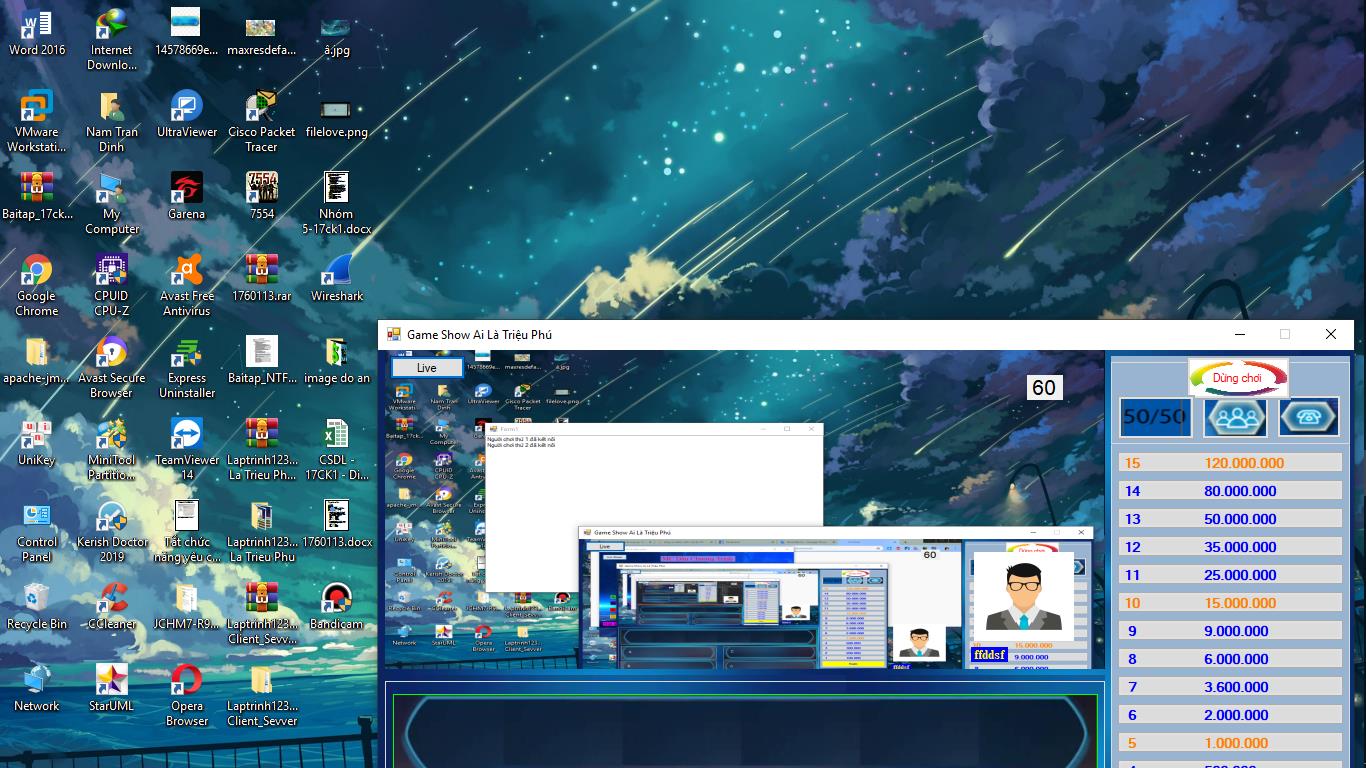 Word 2016
Internet
Downlo...
14578669e...
maxresdefa...
â.jpg
VMware
Workstati...
Nam Tran
Dinh
UltraViewer
Cisco Packet
Tracer
filelove.png
Baitap_17ck...
My
Computer
Garena
7554
7554
Nhóm
5-17ck1.docx
Google
Chrome
CPUID
CPU-Z
Avast Free
Antivirus
1760113.rar
Wireshark
apache-jm...
Avast Secure
Browser
Express
Uninstaller
Baitap_NTF...
image do an
UniKey
MiniTool
Partitio...
TeamViewer
14
Laptrinh123...
La Trieu Ph...
CSDL -
17CK1 - Di...
Control
Panel
Kerish Doctor
2019
Tất chức
năngyêu c...
Laptrinh123...
La Trieu Phu
1760113.docx
Recycle Bin
CCleaner
JCHM7-R9...
Laptrinh123...
Client_Sevv...
Bandicam
Network
StarUML
Opera
Browser
Laptrinh123...
Client_Sevver
Game Show Ai Là Triệu Phú
Live
60
Form1
Người chơi thứ 1 đã kết nối
Người chơi thứ 2 đã kết nối
Game Show Ai Là Triệu Phú
Live
60
ffddsf
15.000.000
9.000.000
Dừng chơi
50/50
15 120.000.000
14 80.000.000
13 50.000.000
12 35.000.000
11 25.000.000
10 15.000.000
9 9.000.000
8 6.000.000
7 3.600.000
6 2.000.000
5 1.000.000